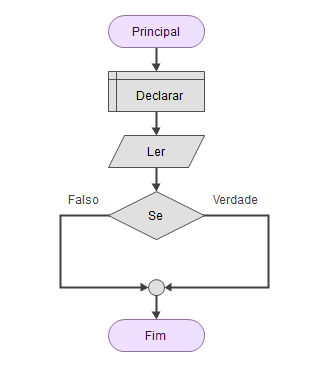 Principal
Declarar
Ler
Falso
Verdade
Se
Fim